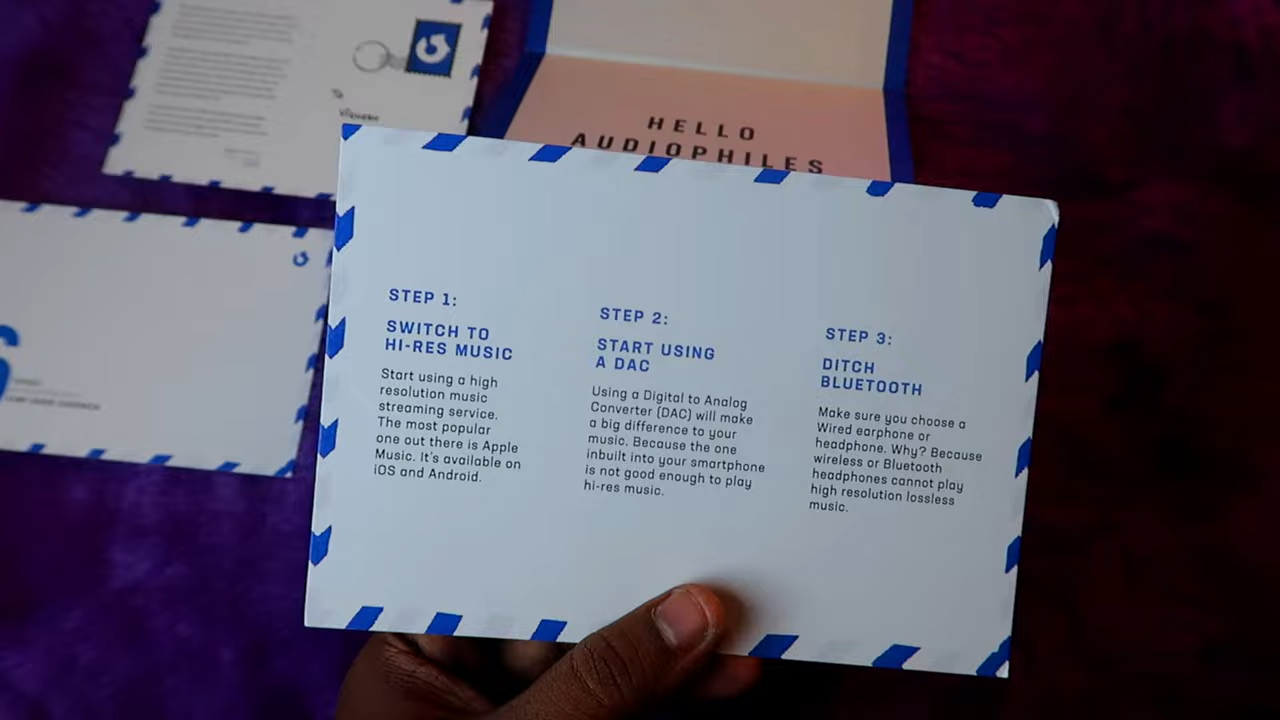 HELLO
AUDIOPHILES
STEP 1:
SWITCH TO
HI-RES MUSIC
Start using a high
resolution music
streaming service.
The most popular
one out there is Apple
Music. It's available on
iOS and Android.
STEP 2:
START USING
A DAC
Using a Digital to Analog
Converter (DAC) will make
a big difference to your
music. Because the one
inbuilt into your smartphone
is not good enough to play
hi-res music.
STEP 3:
DITCH
BLUETOOTH
Make sure you choose a
Wired earphone or
headphone. Why? Because
wireless or Bluetooth
headphones cannot play
high resolution lossless
music.